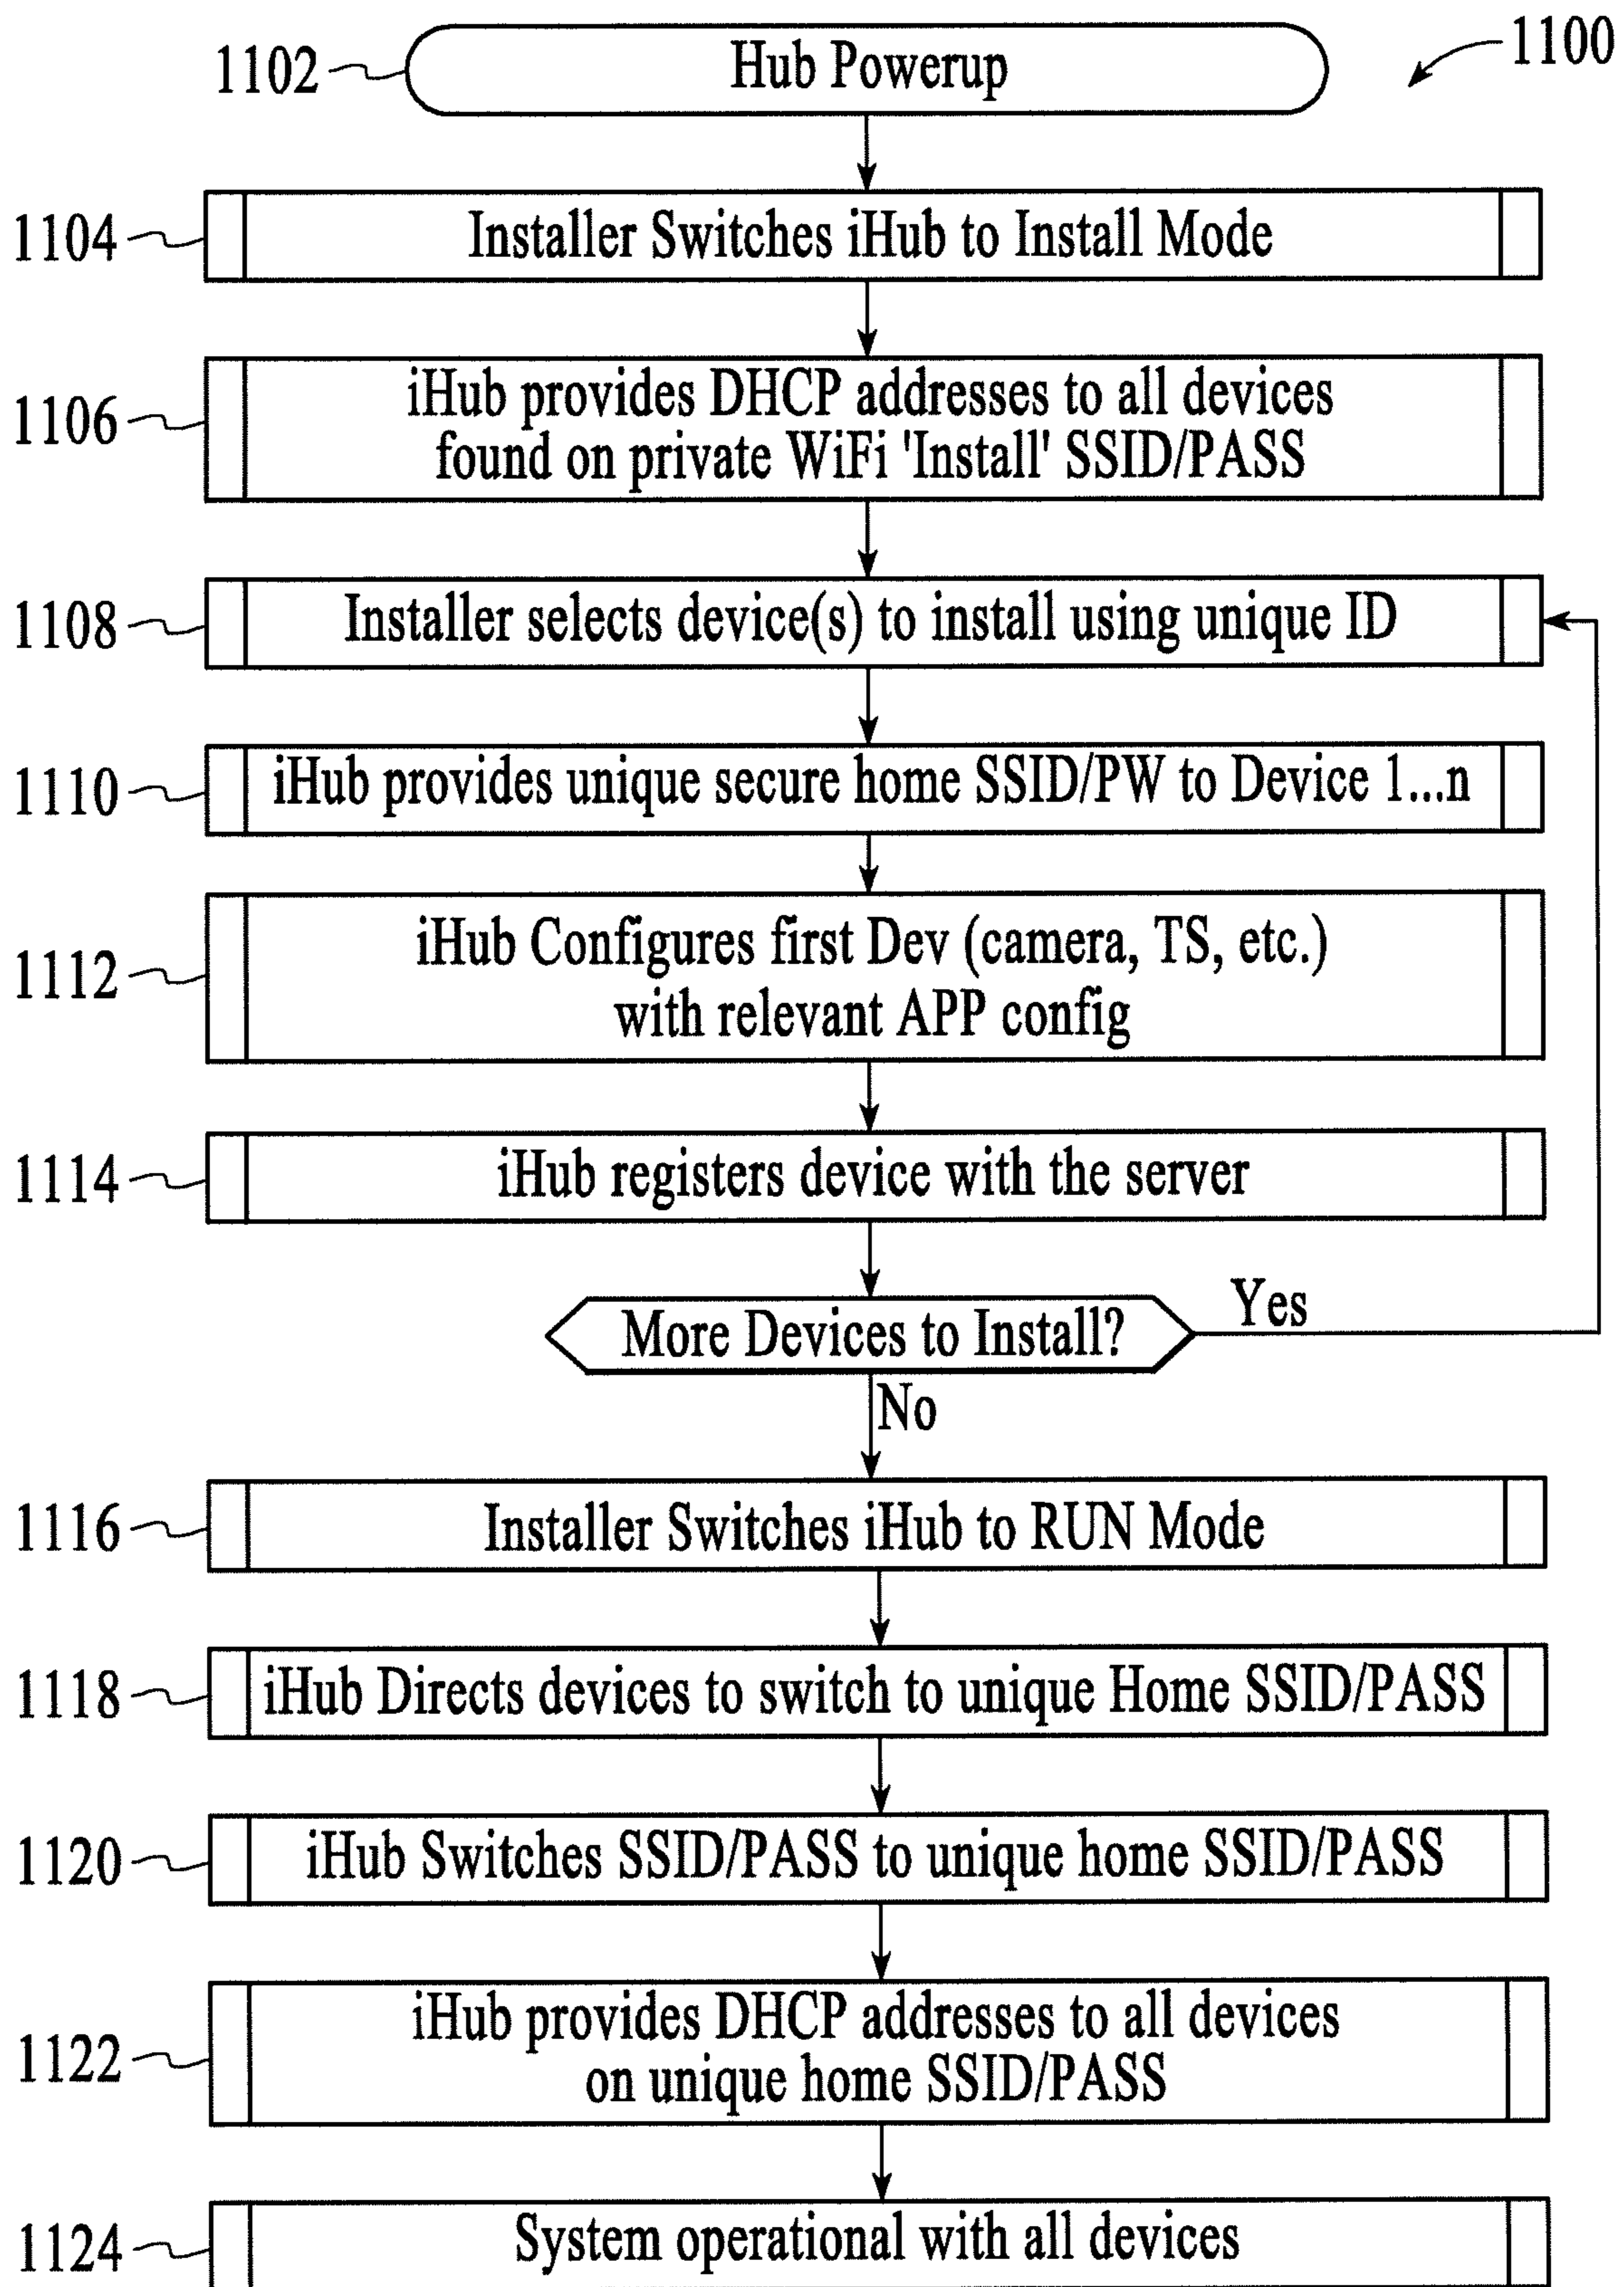 1100
1102
Hub Powerup
1104
Installer Switches iHub to Install Mode
1106
iHub provides DHCP addresses to all devices
found on private WiFi 'Install' SSID/PASS
1108
Installer selects device(s) to install using unique ID
1110
iHub provides unique secure home SSID/PW to Device 1...n
1112
iHub Configures first Dev (camera, TS, etc.)
with relevant APP config
1114
iHub registers device with the server
More Devices to Install?
Yes
No
1116
Installer Switches iHub to RUN Mode
1118
iHub Directs devices to switch to unique Home SSID/PASS
1120
iHub Switches SSID/PASS to unique home SSID/PASS
1122
iHub provides DHCP addresses to all devices
on unique home SSID/PASS
1124
System operational with all devices